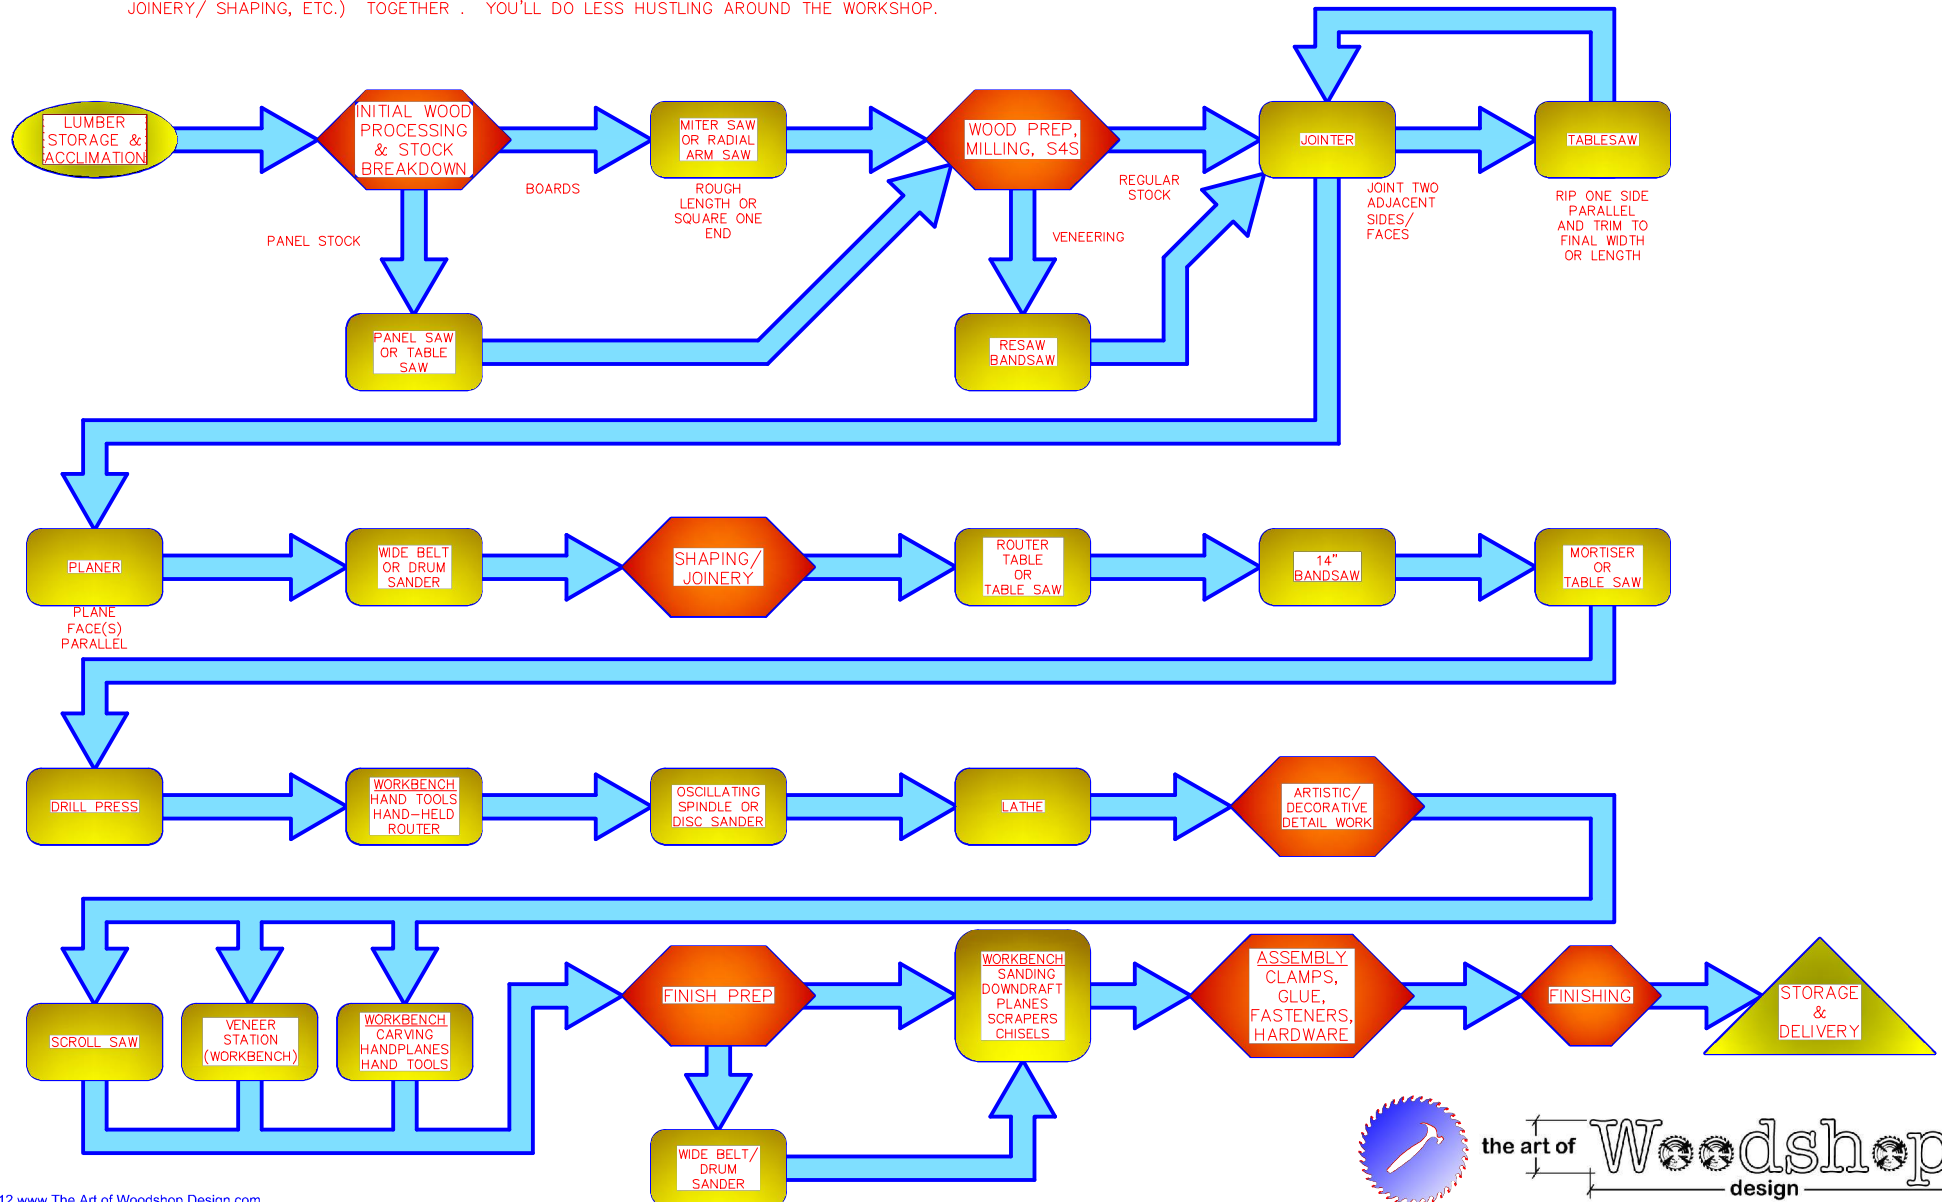 JOINERY/ SHAPING, ETC.) TOGETHER . YOU'LL DO LESS HUSTLING AROUND THE WORKSHOP.
LUMBER
STORAGE &
ACCLIMATION
INITIAL WOOD
PROCESSING
& STOCK
BREAKDOWN
BOARDS
MITER SAW
OR RADIAL
ARM SAW
ROUGH
LENGTH OR
SQUARE ONE
END
WOOD PREP,
MILLING, S4S
REGULAR
STOCK
JOINTER
JOINT TWO
ADJACENT
SIDES/
FACES
TABLESAW
RIP ONE SIDE
PARALLEL
AND TRIM TO
FINAL WIDTH
OR LENGTH
PANEL STOCK
VENEERING
PANEL SAW
OR TABLE
SAW
RESAW
BANDSAW
PLANER
PLANE
FACE(S)
PARALLEL
WIDE BELT
OR DRUM
SANDER
SHAPING/
JOINERY
ROUTER
TABLE
OR
TABLE SAW
14"
BANDSAW
MORTISER
OR
TABLE SAW
DRILL PRESS
WORKBENCH
HAND TOOLS
HAND-HELD
ROUTER
OSCILLATING
SPINDLE OR
DISC SANDER
LATHE
ARTISTIC/
DECORATIVE
DETAIL WORK
SCROLL SAW
VENEER
STATION
(WORKBENCH)
WORKBENCH
CARVING
HANDPLANES
HAND TOOLS
FINISH PREP
WORKBENCH
SANDING
DOWNDRAFT
PLANES
SCRAPERS
CHISELS
ASSEMBLY
CLAMPS,
GLUE,
FASTENERS,
HARDWARE
FINISHING
STORAGE
&
DELIVERY
WIDE BELT/
DRUM
SANDER
the art of
Woodshop
design
12 www.The Art of Woodshop Design.com